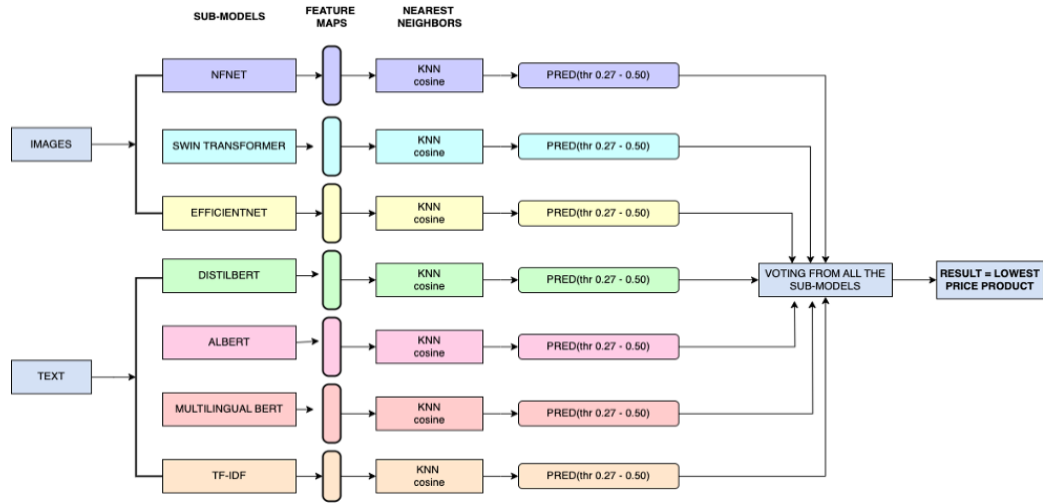 SUB-MODELS
FEATURE
MAPS
NEAREST
NEIGHBORS
NFNET
KNN
cosine
PRED(thr 0.27 - 0.50)
IMAGES
SWIN TRANSFORMER
KNN
cosine
PRED(thr 0.27 - 0.50)
EFFICIENTNET
KNN
cosine
PRED(thr 0.27 - 0.50)
DISTILBERT
KNN
cosine
PRED(thr 0.27 - 0.50)
VOTING FROM ALL THE
SUB-MODELS
RESULT = LOWEST
PRICE PRODUCT
ALBERT
KNN
cosine
PRED(thr 0.27 - 0.50)
TEXT
MULTILINGUAL BERT
KNN
cosine
PRED(thr 0.27 - 0.50)
TF-IDF
KNN
cosine
PRED(thr 0.27 - 0.50)